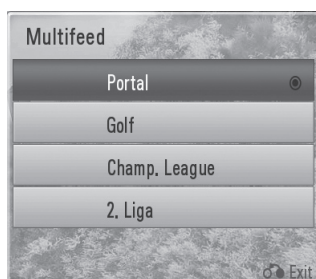 Multifeed
Portal
Golf
Champ. League
2. Liga
Exit